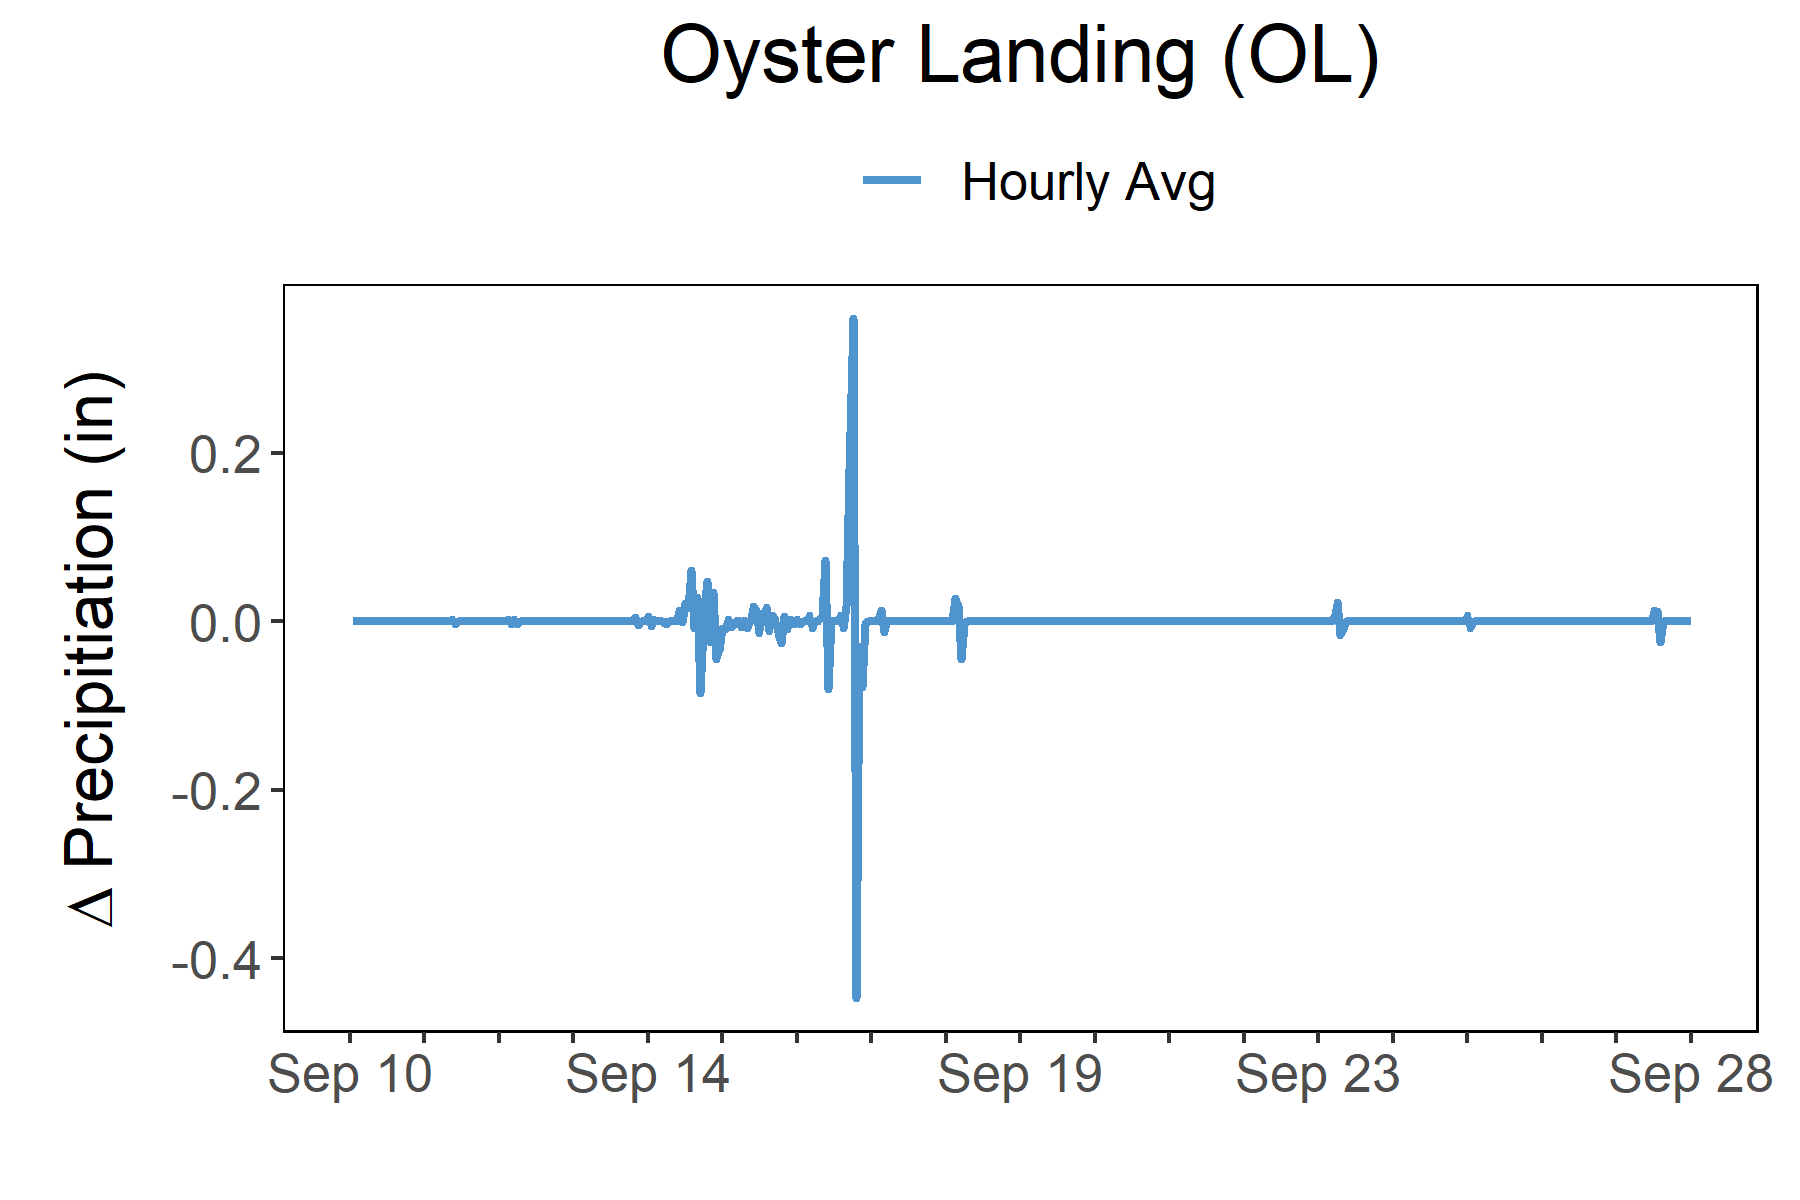 Oyster Landing (OL)
Hourly Avg
Δ Precipitiation (in)
0.2
0.0
-0.2
-0.4
Sep 10 Sep 14 Sep 19 Sep 23 Sep 28